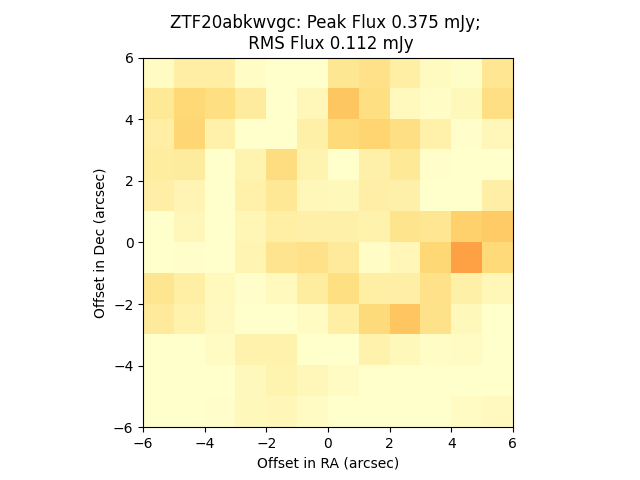 ZTF20abkwvgc: Peak Flux 0.375 mJy;
RMS Flux 0.112 mJy
6
4
2
0
−2
−4
−6
Offset in Dec (arcsec)
−6 −4 −2 0 2 4 6
Offset in RA (arcsec)